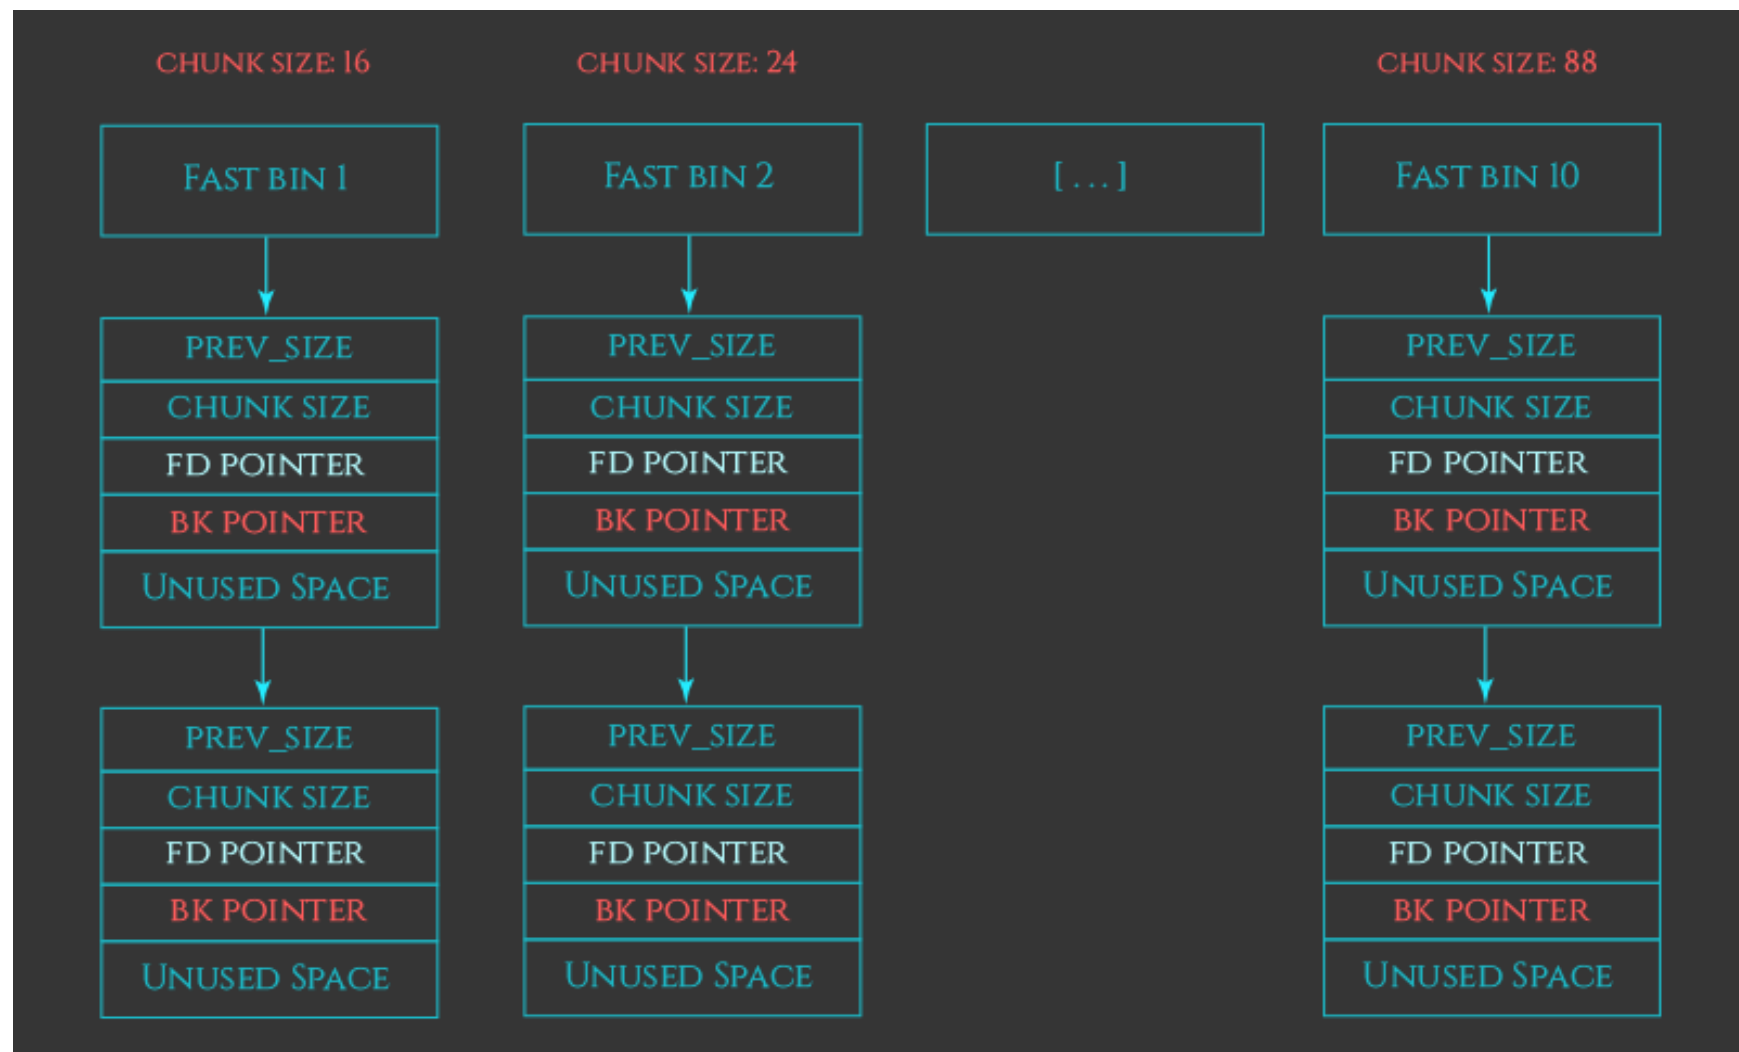 CHUNK SIZE: 16
CHUNK SIZE: 24
CHUNK SIZE: 88
FAST BIN 1
FAST BIN 2
[ ... ]
FAST BIN 10
PREV_SIZE
CHUNK SIZE
FD POINTER
BK POINTER
UNUSED SPACE
PREV_SIZE
CHUNK SIZE
FD POINTER
BK POINTER
UNUSED SPACE
PREV_SIZE
CHUNK SIZE
FD POINTER
BK POINTER
UNUSED SPACE
PREV_SIZE
CHUNK SIZE
FD POINTER
BK POINTER
UNUSED SPACE
PREV_SIZE
CHUNK SIZE
FD POINTER
BK POINTER
UNUSED SPACE
PREV_SIZE
CHUNK SIZE
FD POINTER
BK POINTER
UNUSED SPACE